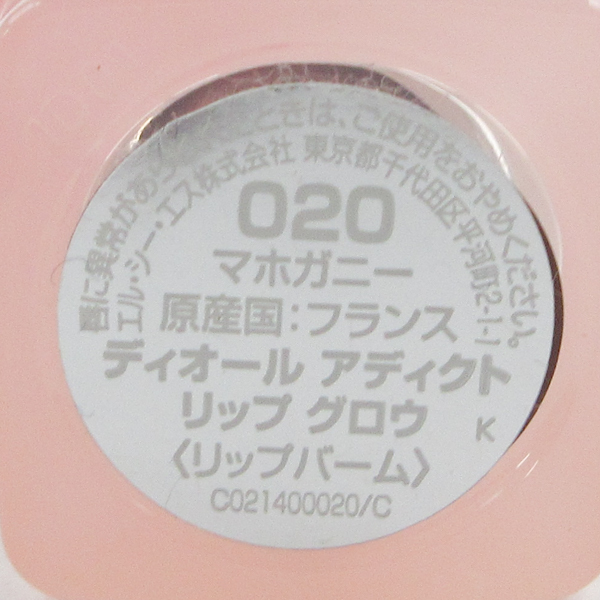 唇に異常があら ときは、ご使用をおやめください。
エル・シー・エス株式会社 東京都千代田区平河町2-1-1
020
マホガニー
原産国:フランス
ディオール アディクト
リップ グロウ
K
〈リップバーム〉
C021400020/C